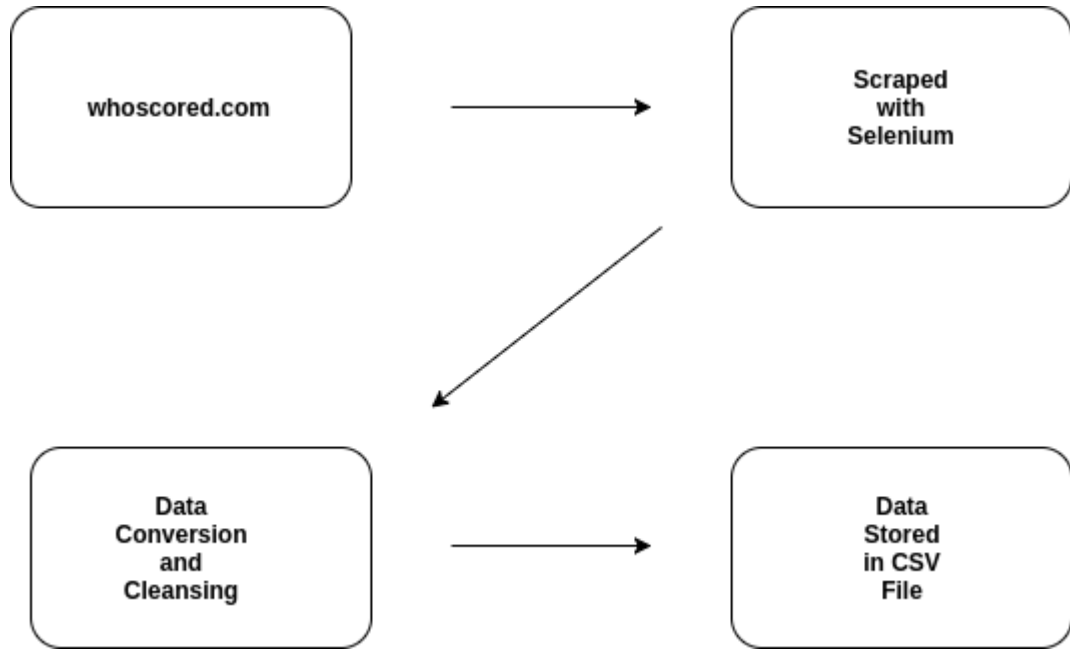 whoscored.com
Scraped
with
Selenium
Data
Conversion
and
Cleansing
Data
Stored
in CSV
File